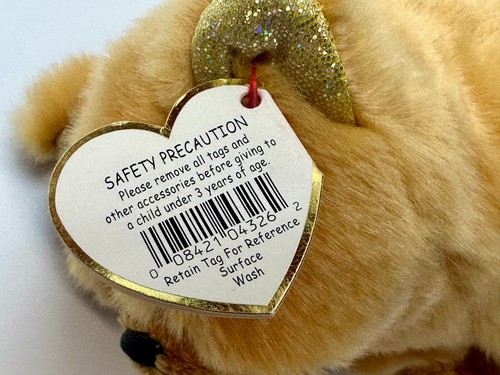 SAFETY PRECAUTION
Please remove all tags and
other accessories before giving to
a child under 3 years of age.
0 08421 04326 2
Retain Tag For Reference
Surface
Wash